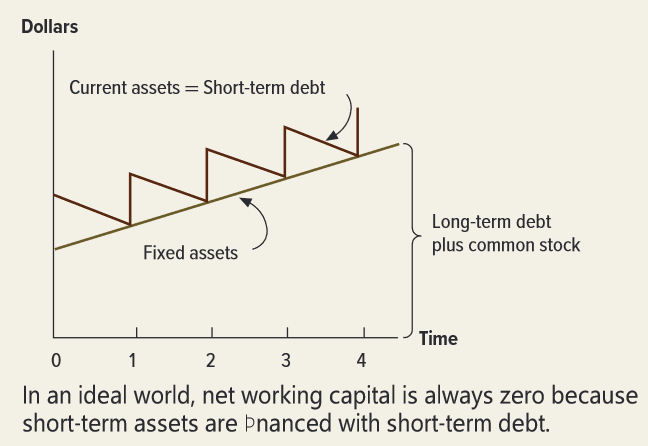 Dollars
Current assets = Short-term debt
Fixed assets
Long-term debt
plus common stock
Time
0 1 2 3 4
In an ideal world, net working capital is always zero because
short-term assets are Þnanced with short-term debt.